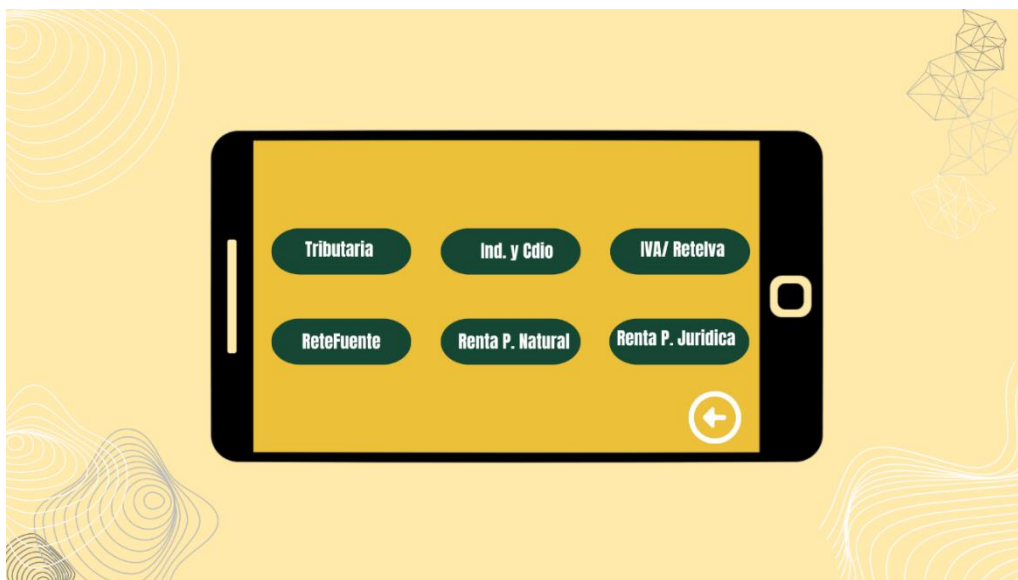 Tributaria
Ind. y Cdio
IVA/ ReteIva
ReteFuente
Renta P. Natural
Renta P. Juridica